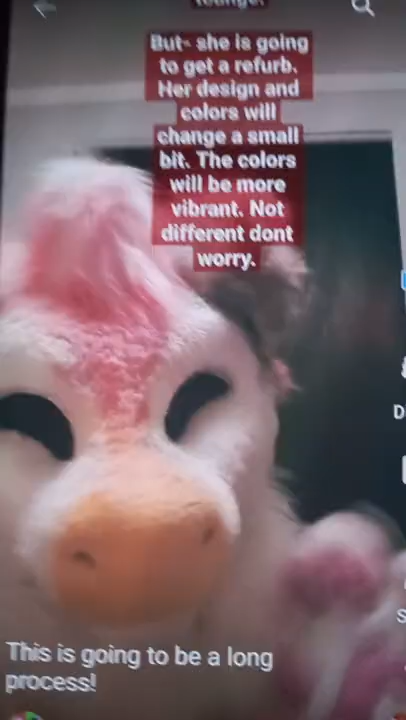 lounge.
But- she is going
to get a refurb.
Her design and
colors will
change a small
bit. The colors
will be more
vibrant. Not
different dont
worry.
D
S
This is going to be a long
process!